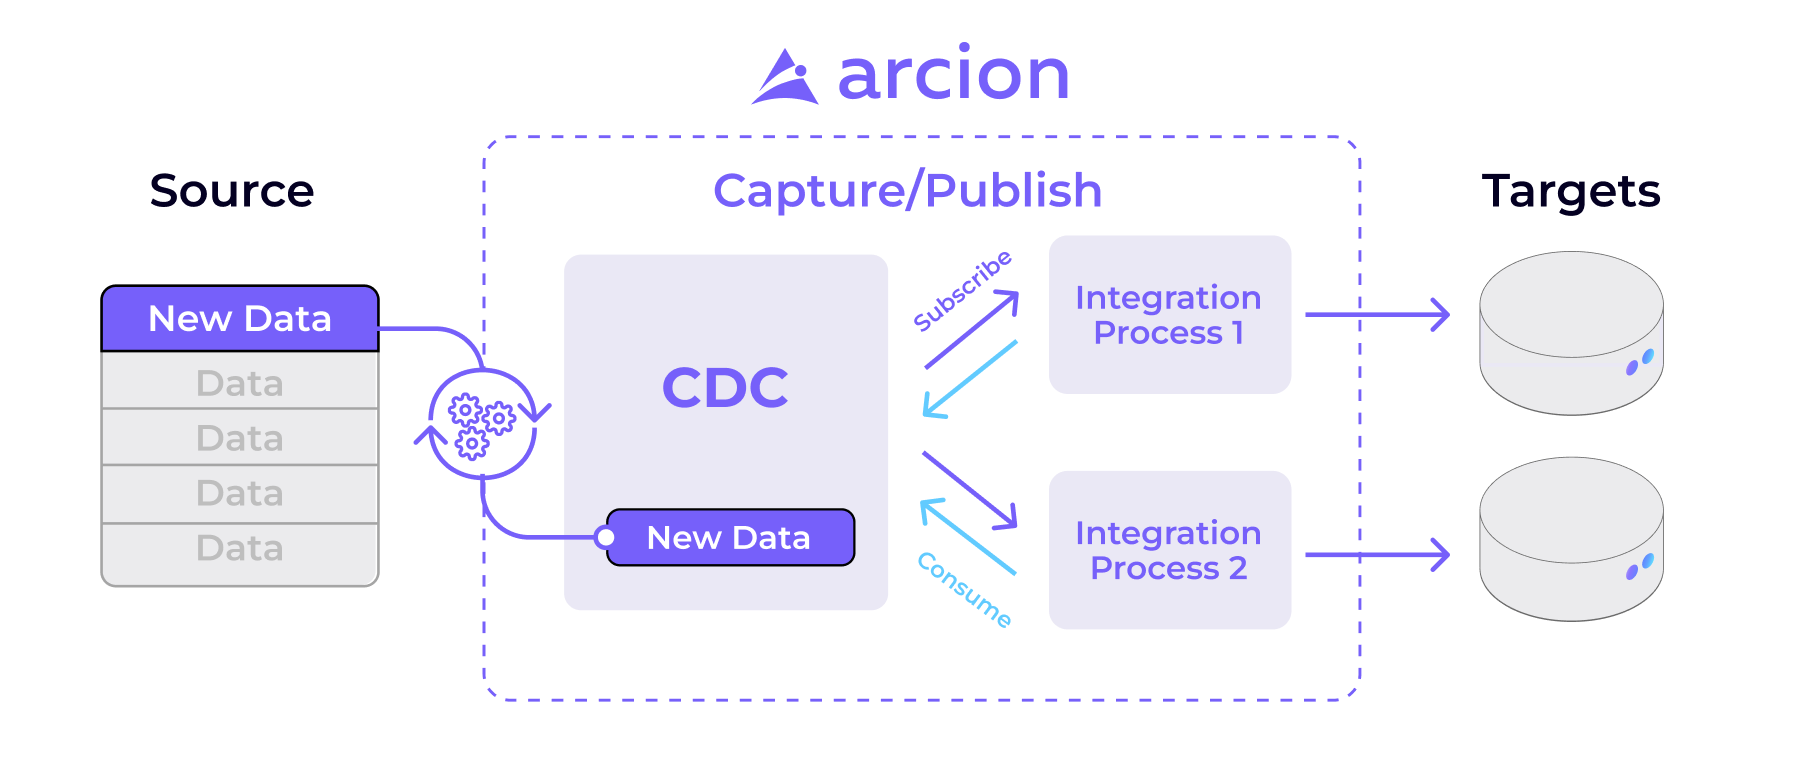 arcion
Source
Capture/Publish
Targets
New Data
Data
Data
Data
Data
CDC
New Data
Subscribe
Consume
Integration
Process 1
Integration
Process 2